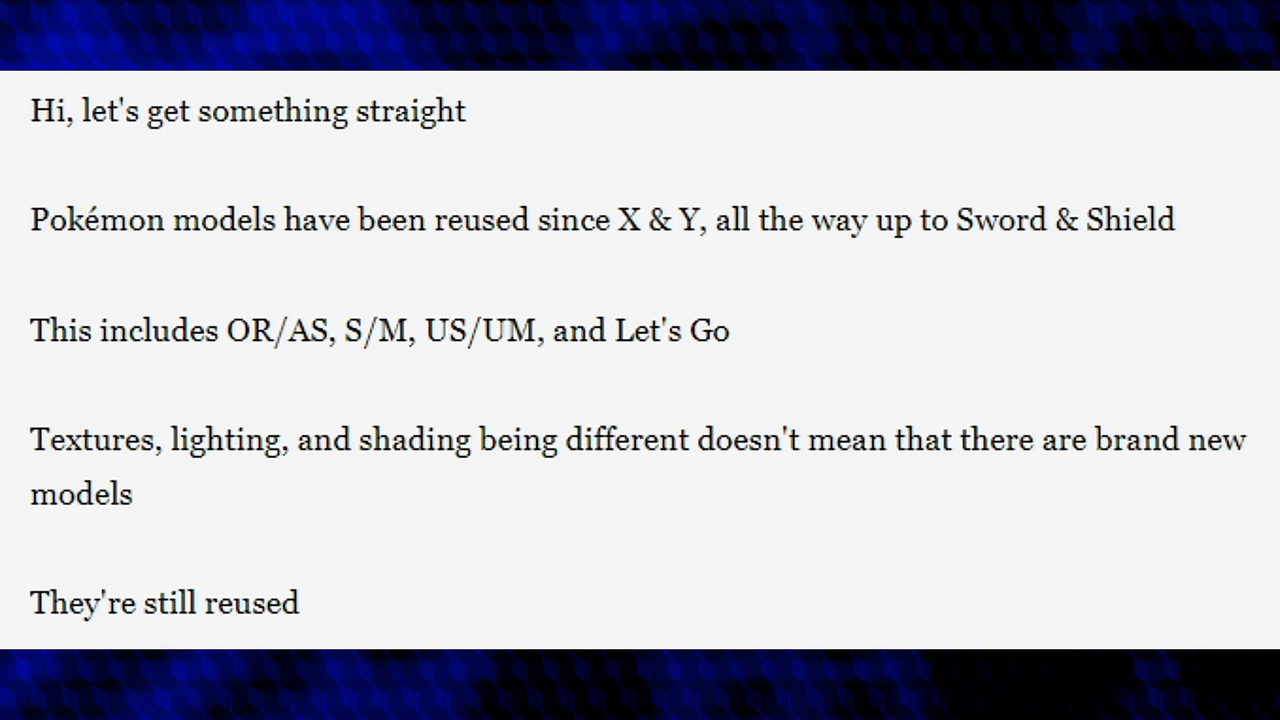 Hi, let's get something straight
Pokémon models have been reused since X & Y, all the way up to Sword & Shield
This includes OR/AS, S/M, US/UM, and Let's Go
Textures, lighting, and shading being different doesn't mean that there are brand new
models
They're still reused